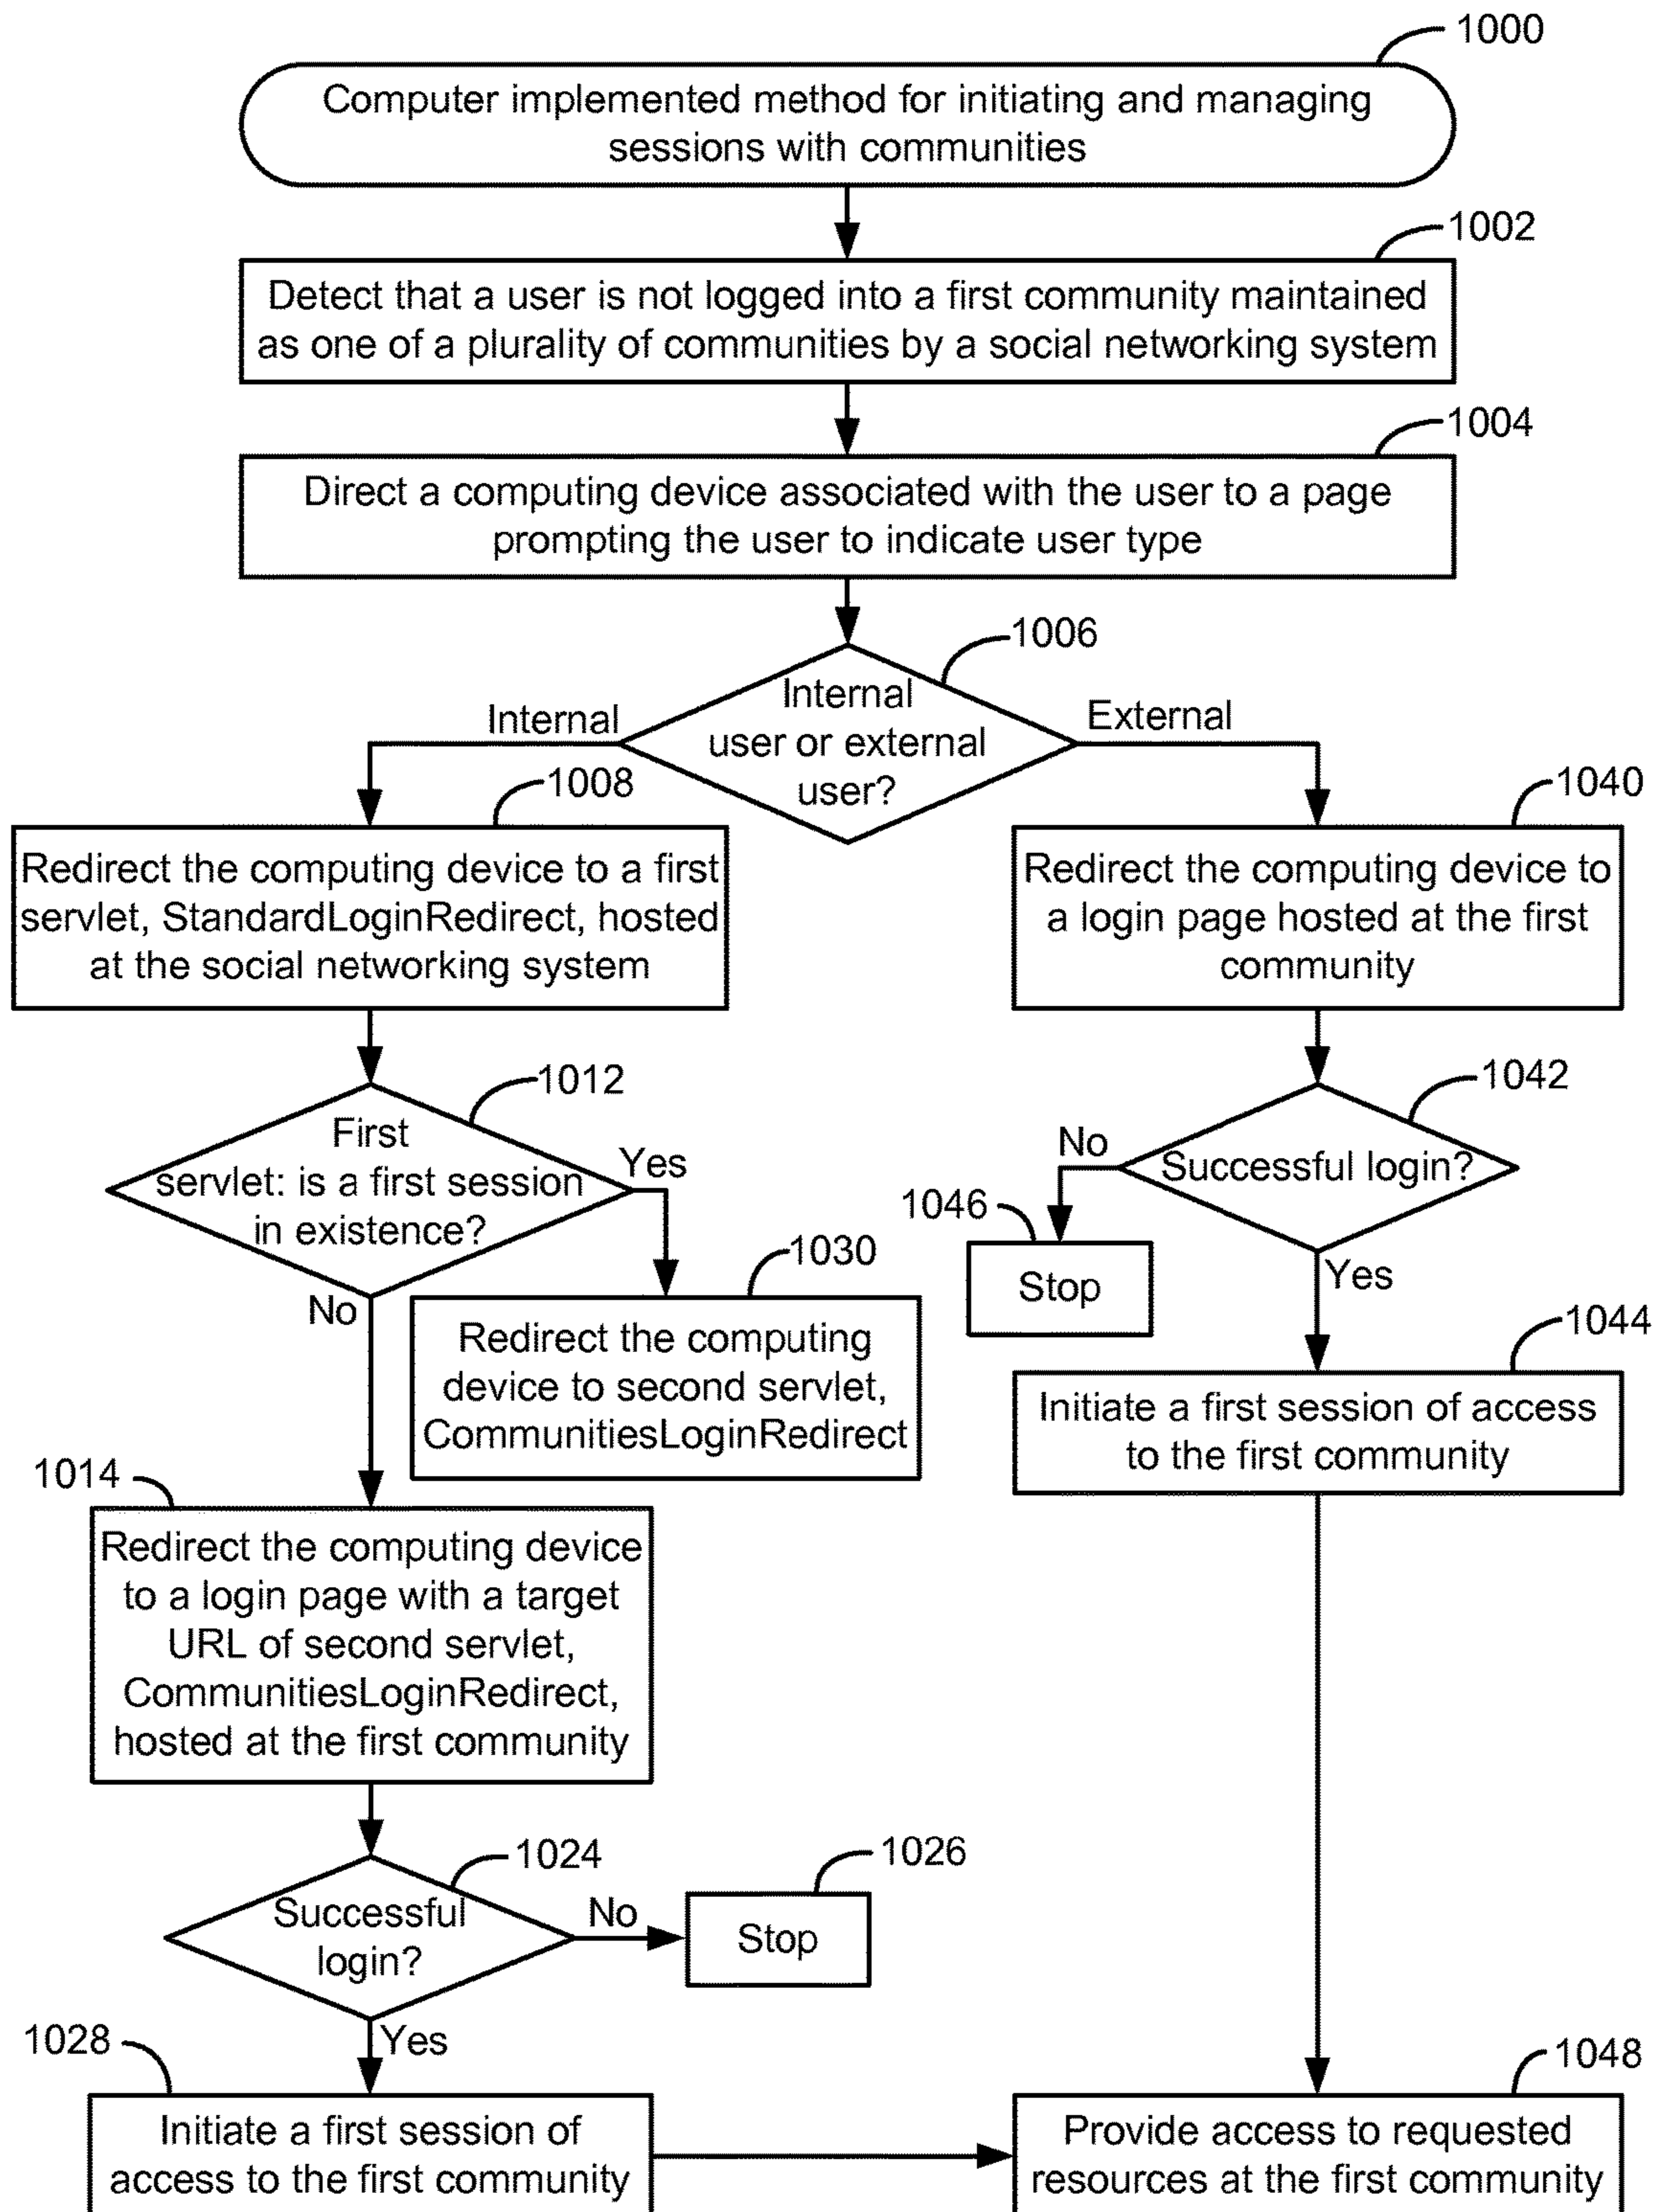 1000
Computer implemented method for initiating and managing
sessions with communities
1002
Detect that a user is not logged into a first community maintained
as one of a plurality of communities by a social networking system
1004
Direct a computing device associated with the user to a page
prompting the user to indicate user type
1006
Internal
user or external
user?
Internal
External
1008
Redirect the computing device to a first
servlet, StandardLoginRedirect, hosted
at the social networking system
1040
Redirect the computing device to
a login page hosted at the first
community
1012
First
servlet: is a first session
in existence?
Yes
No
1030
Redirect the computing
device to second servlet,
CommunitiesLoginRedirect
1042
Successful login?
No
Yes
1046
Stop
1044
Initiate a first session of access
to the first community
1014
Redirect the computing device
to a login page with a target
URL of second servlet,
CommunitiesLoginRedirect,
hosted at the first community
1024
Successful
login?
No
1026
Stop
Yes
1028
Initiate a first session of
access to the first community
1048
Provide access to requested
resources at the first community